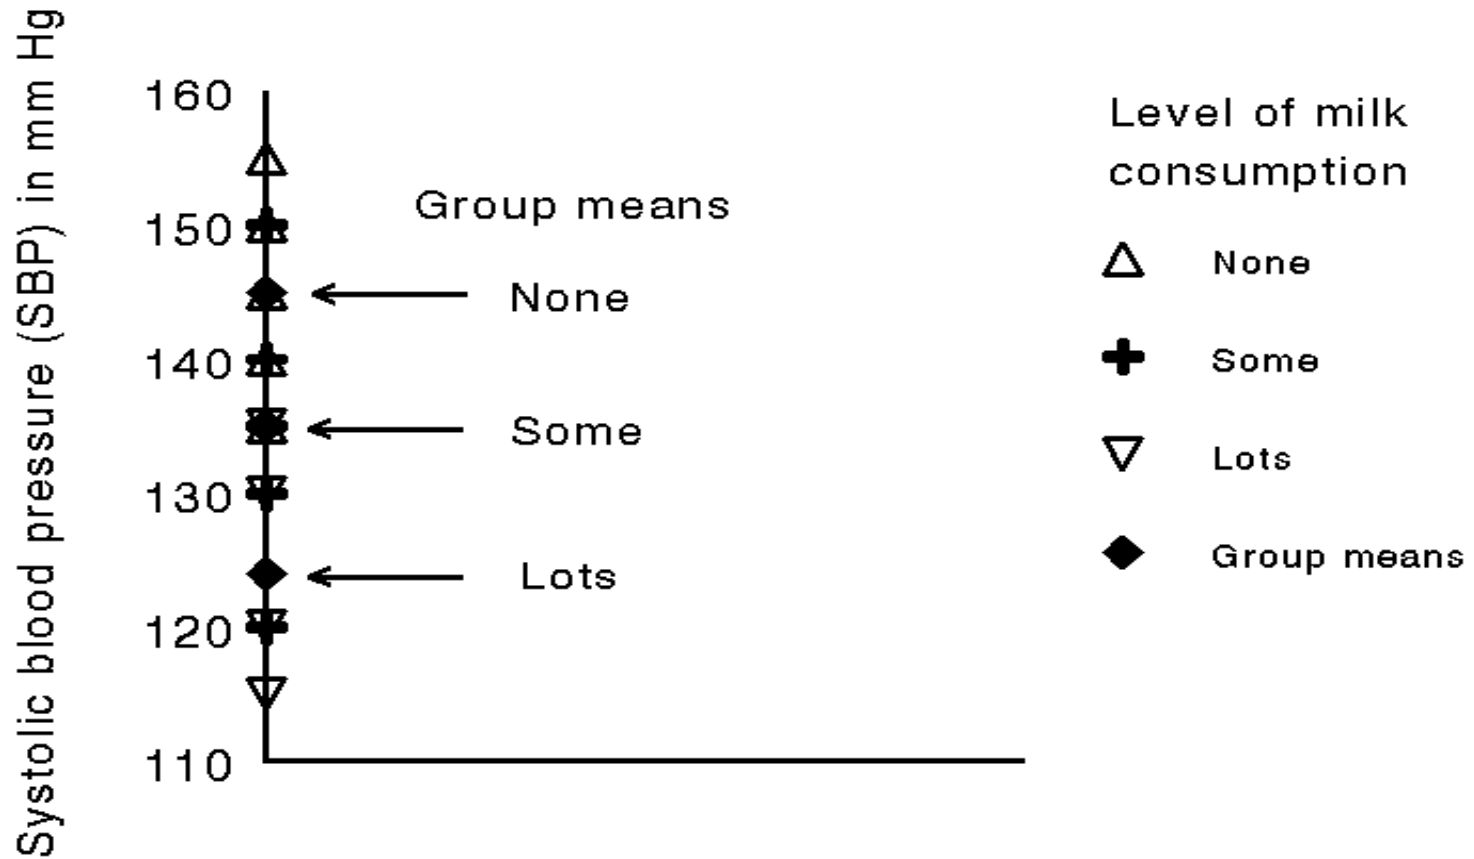 Systolic blood pressure (SBP) in mm Hg
160
150
140
130
120
110
Group means
None
Some
Lots
Level of milk
consumption
None
Some
Lots
Group means